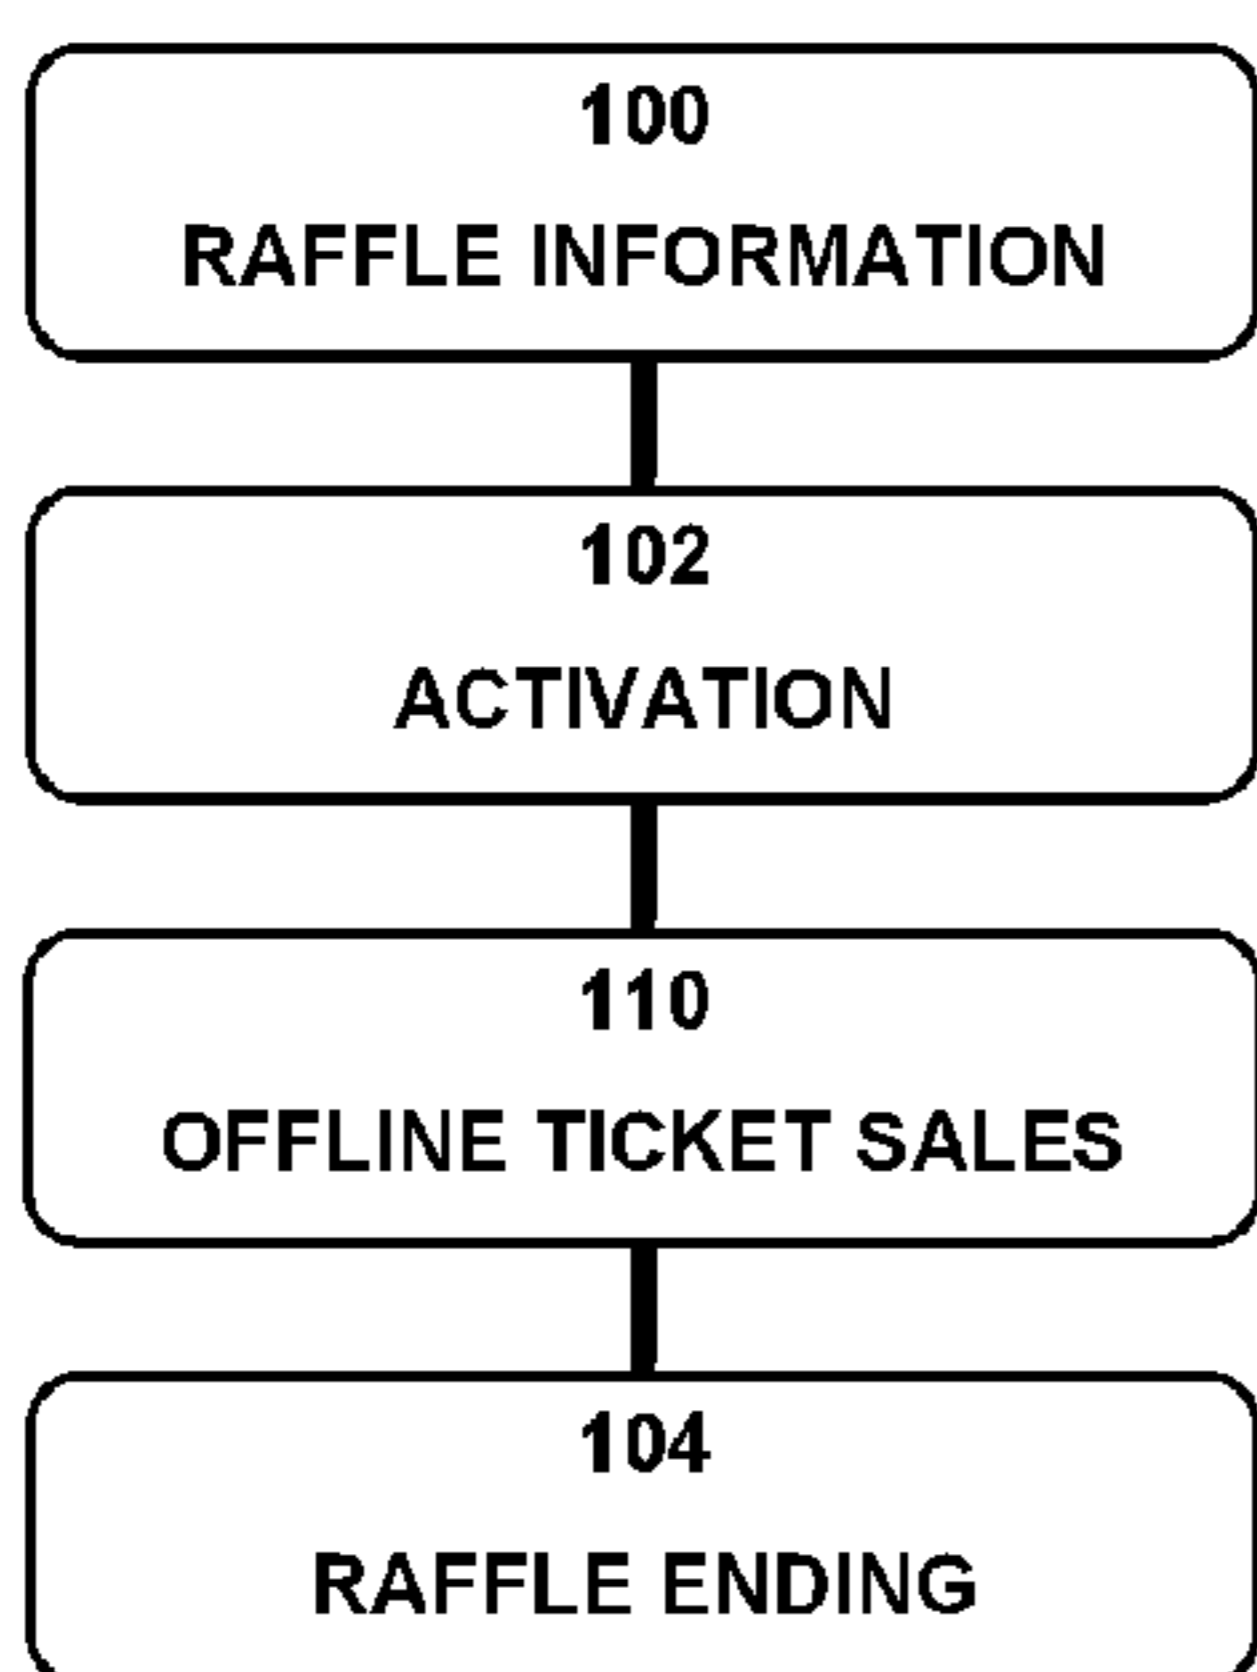 100
RAFFLE INFORMATION
102
ACTIVATION
110
OFFLINE TICKET SALES
104
RAFFLE ENDING